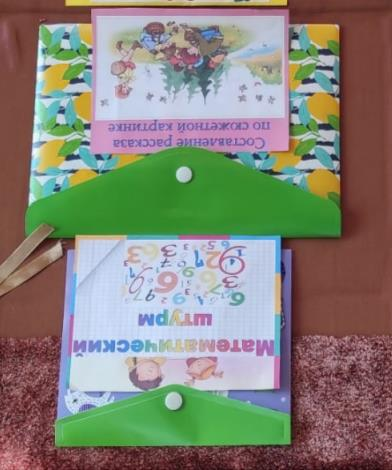 Составление рассказа
по сюжетной картинке
Математический
штурм